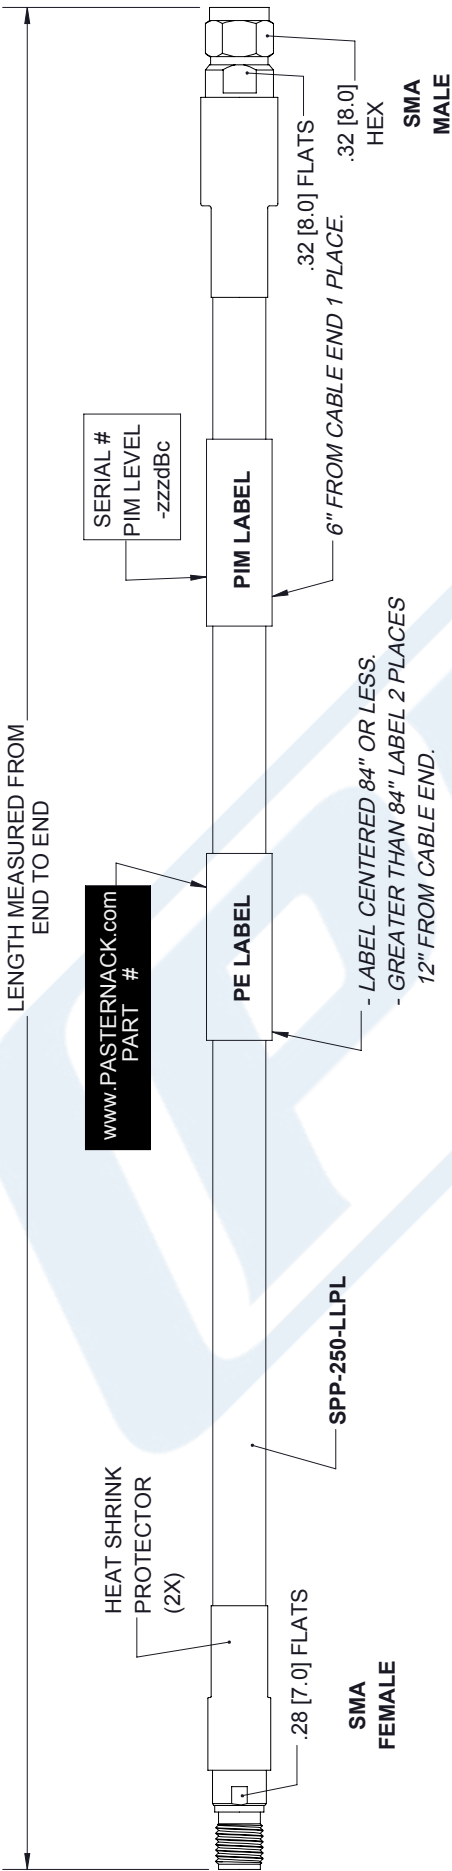 LENGTH MEASURED FROM
END TO END
HEAT SHRINK
PROTECTOR
(2X)
www.PASTERNACK.com
PART #
SERIAL #
PIM LEVEL
-zzzdBc
PE LABEL
PIM LABEL
.28 [7.0] FLATS
SMA
FEMALE
SPP-250-LLPL
- LABEL CENTERED 84" OR LESS.
- GREATER THAN 84" LABEL 2 PLACES
12" FROM CABLE END.
6" FROM CABLE END 1 PLACE.
.32 [8.0] FLATS
.32 [8.0]
HEX
SMA
MALE